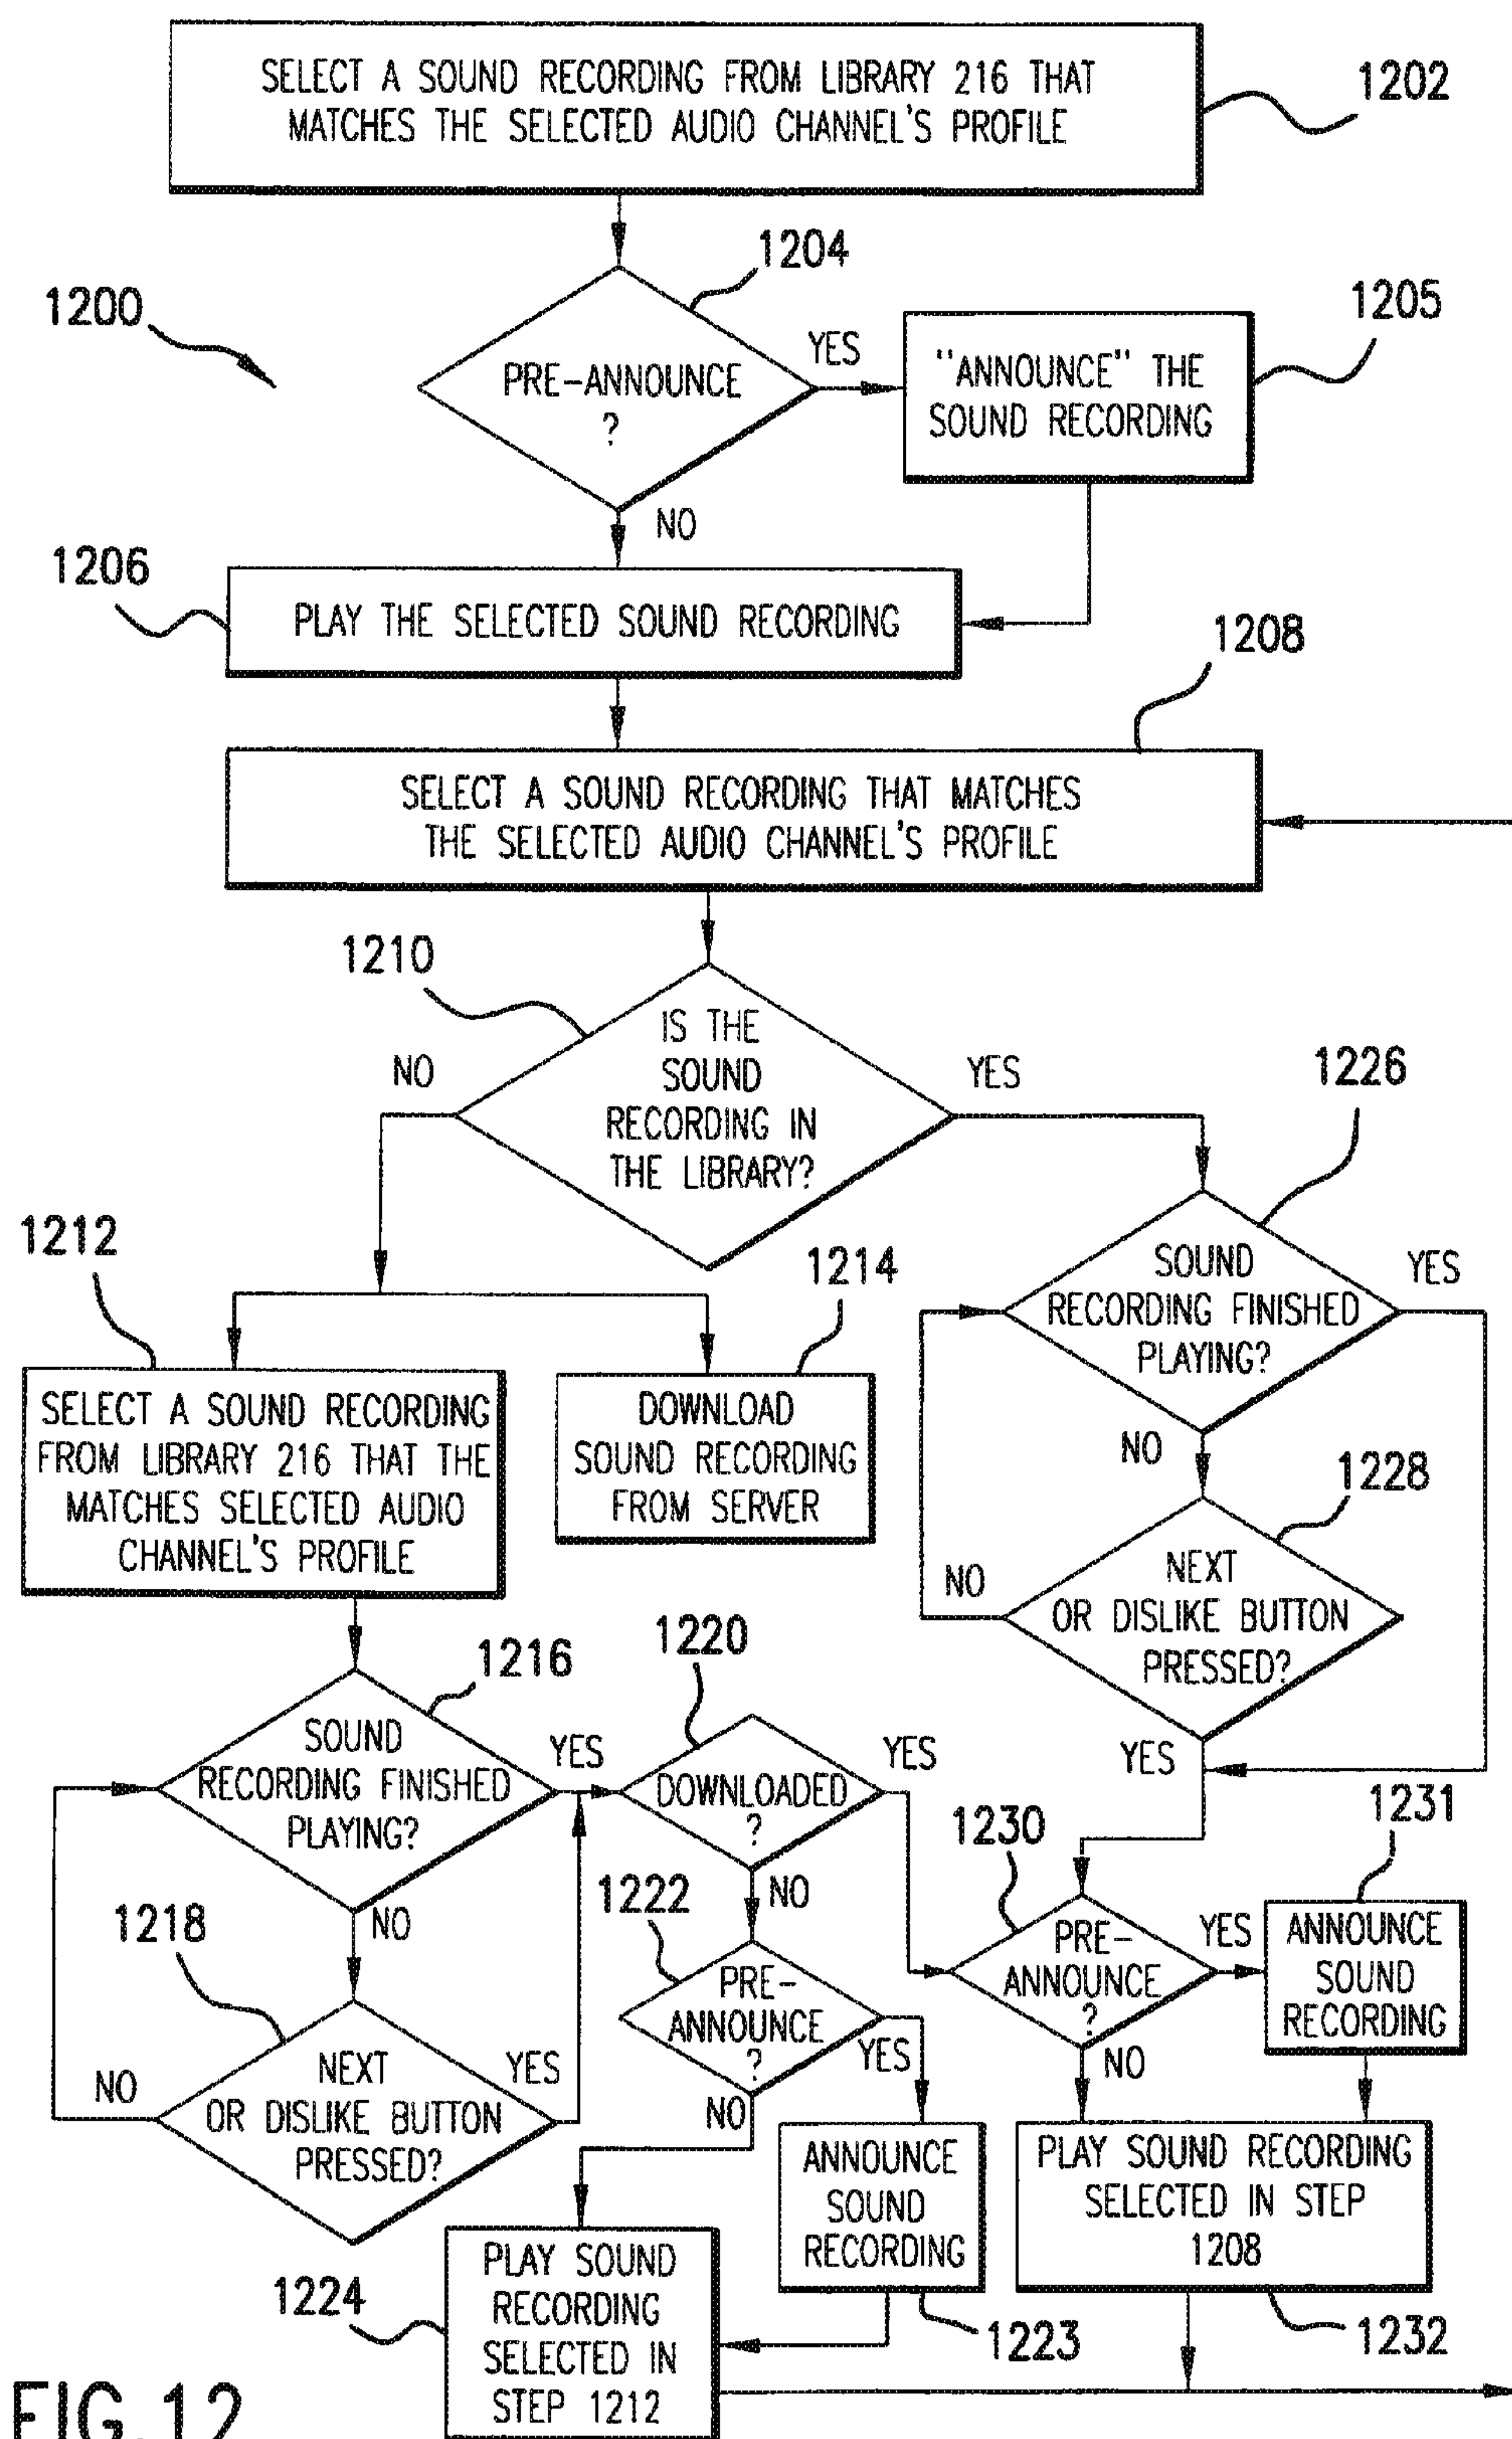 SELECT A SOUND RECORDING FROM LIBRARY 216 THAT
MATCHES THE SELECTED AUDIO CHANNEL'S PROFILE
1202
1204
1200
PRE-ANNOUNCE
?
YES
"ANNOUNCE" THE
SOUND RECORDING
1205
NO
1206
PLAY THE SELECTED SOUND RECORDING
1208
SELECT A SOUND RECORDING THAT MATCHES
THE SELECTED AUDIO CHANNEL'S PROFILE
1210
IS THE
SOUND
RECORDING IN
THE LIBRARY?
NO
YES
1226
1212
1214
SOUND
RECORDING FINISHED
PLAYING?
YES
NO
SELECT A SOUND RECORDING
FROM LIBRARY 216 THAT THE
MATCHES SELECTED AUDIO
CHANNEL'S PROFILE
DOWNLOAD
SOUND RECORDING
FROM SERVER
1228
NEXT
OR DISLIKE BUTTON
PRESSED?
NO
YES
1216
1220
SOUND
RECORDING FINISHED
PLAYING?
YES
NO
DOWNLOADED
?
YES
NO
1218
1222
1230
1231
NEXT
OR DISLIKE BUTTON
PRESSED?
NO
YES
PRE-
ANNOUNCE
?
YES
NO
PRE-
ANNOUNCE
?
YES
NO
ANNOUNCE
SOUND
RECORDING
ANNOUNCE
SOUND
RECORDING
PLAY SOUND RECORDING
SELECTED IN STEP
1208
1224
PLAY SOUND
RECORDING
SELECTED IN
STEP 1212
1223
1232
FIG.12